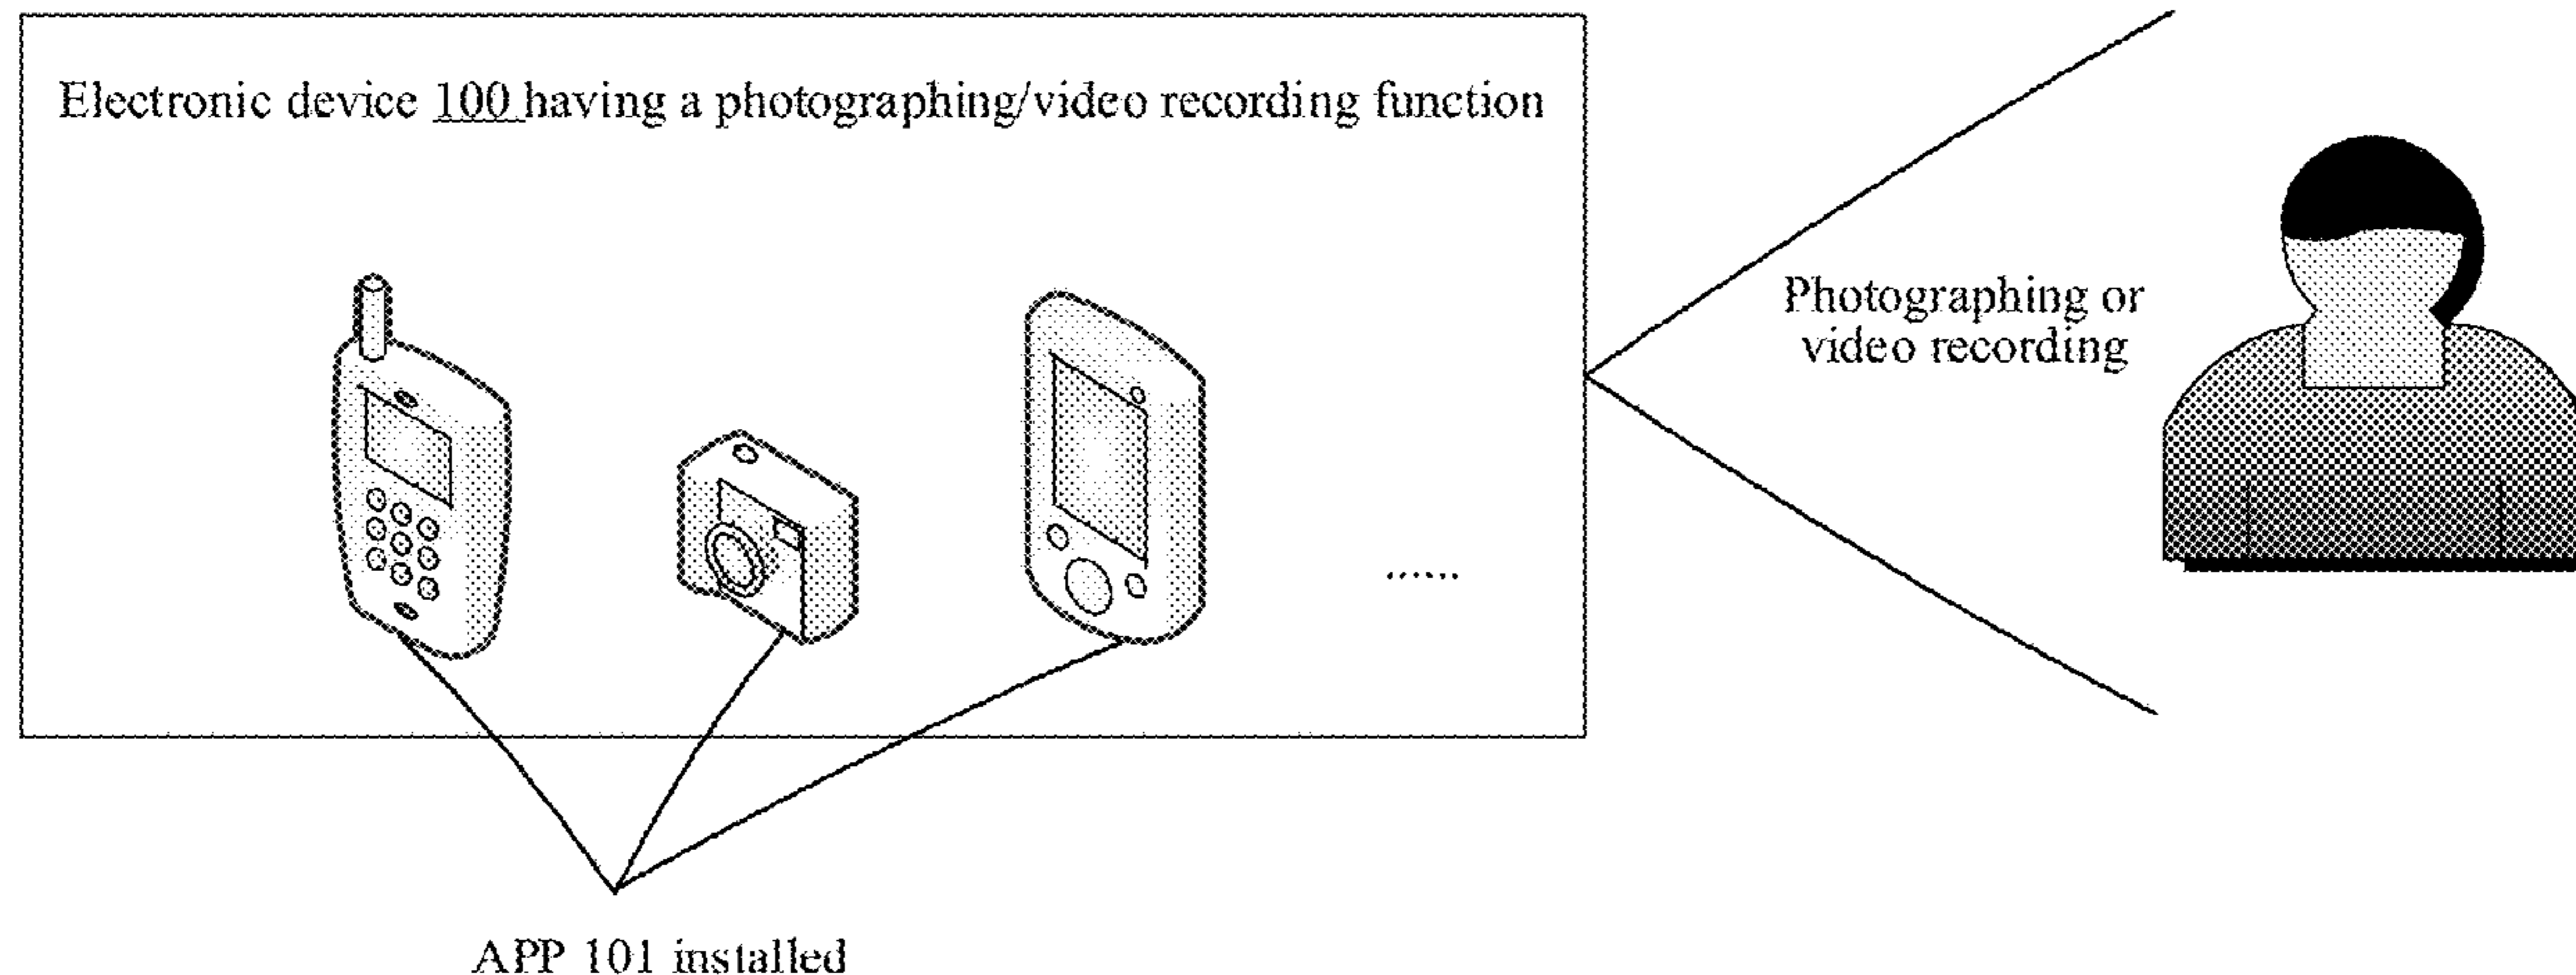 Electronic device 100 having a photographing/video recording function
Photographing or
video recording
......
APP 101 installed